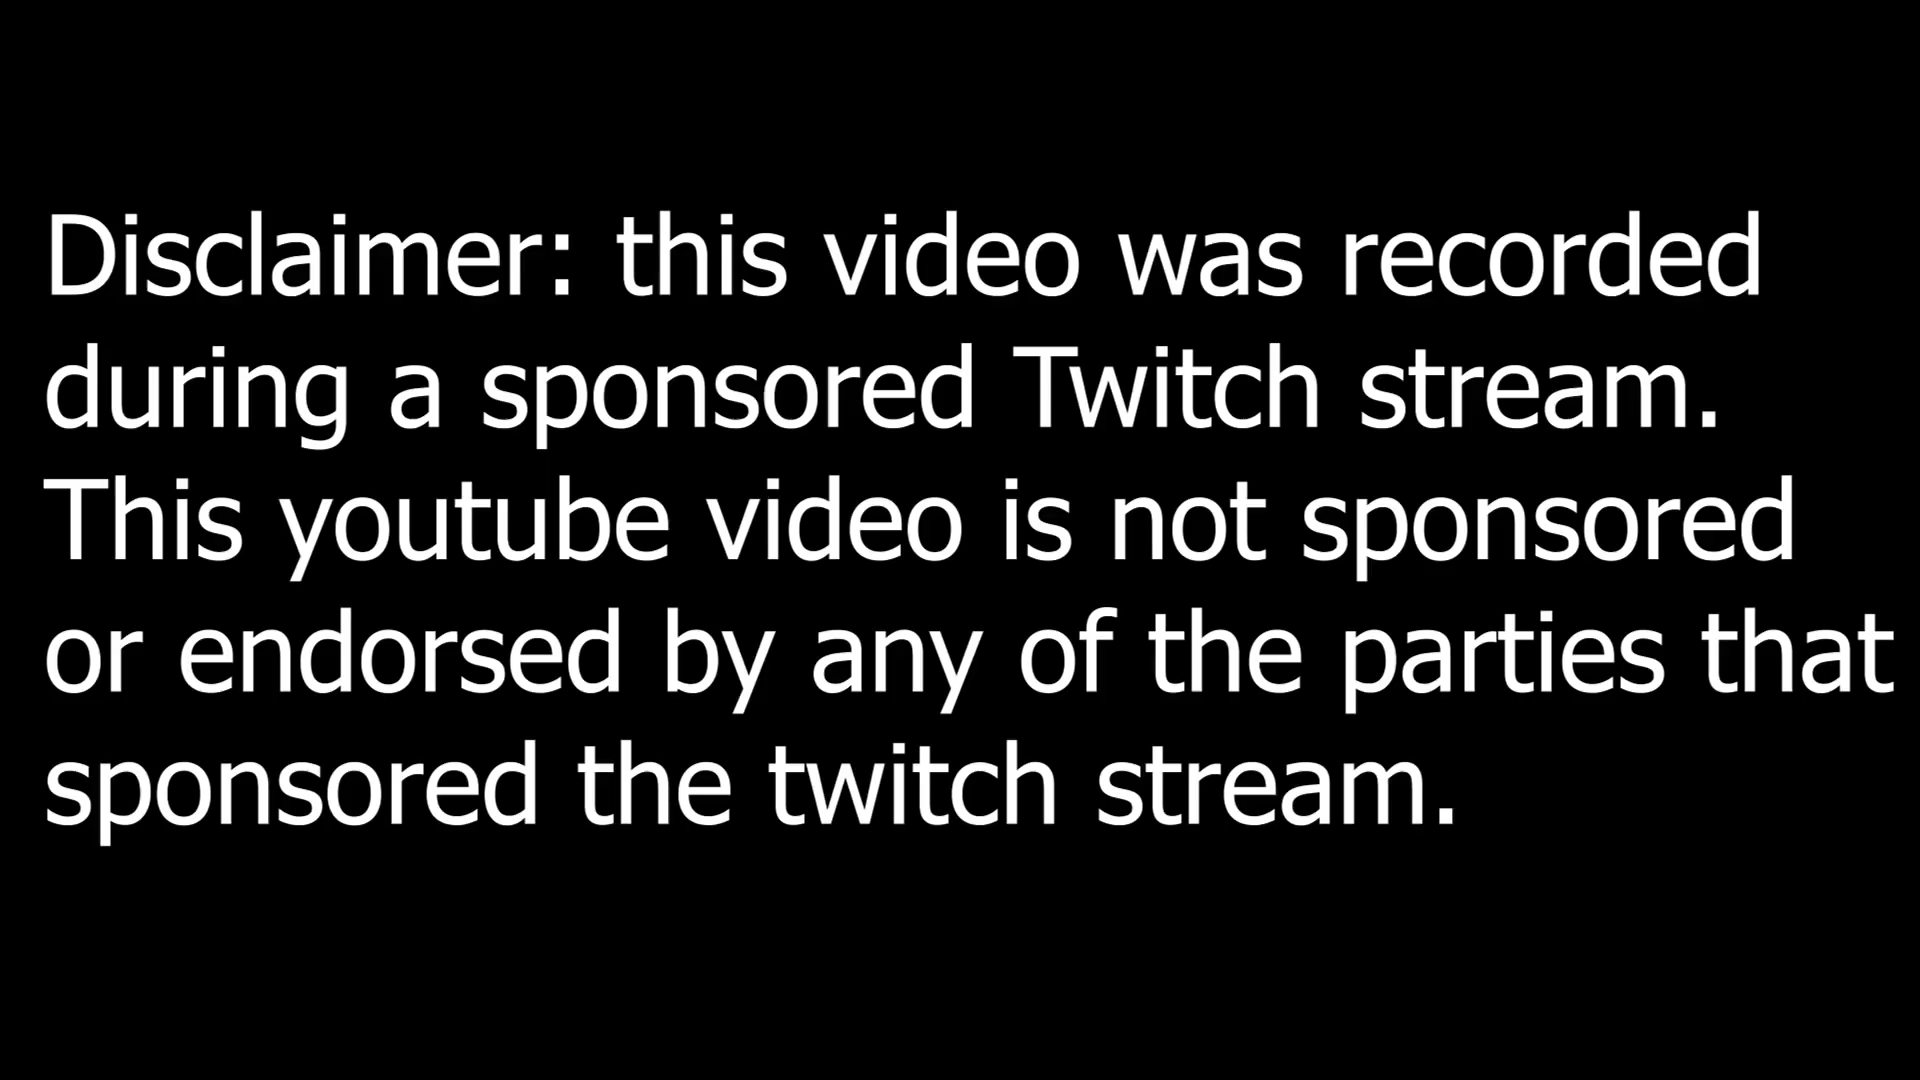 Disclaimer: this video was recorded
during a sponsored Twitch stream.
This youtube video is not sponsored
or endorsed by any of the parties that
sponsored the twitch stream.